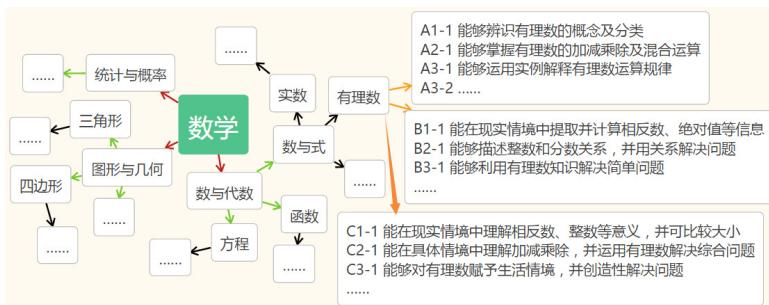 数学
统计与概率
……
图形与几何
三角形
……
四边形
……
……
数与代数
数与式
实数
……
有理数
……
函数
……
方程
……
A1-1 能够辨识有理数的概念及分类
A2-1 能够掌握有理数的加减乘除及混合运算
A3-1 能够运用实例解释有理数运算规律
A3-2 ……
B1-1 能在现实情境中提取并计算相反数、绝对值等信息
B2-1 能够描述整数和分数关系，并用关系解决问题
B3-1 能够利用有理数知识解决简单问题
……
C1-1 能在现实情境中理解相反数、整数等意义，并可比较大小
C2-1 能在具体情境中理解加减乘除，并运用有理数解决综合问题
C3-1 能够对有理数赋予生活情境，并创造性解决问题
……